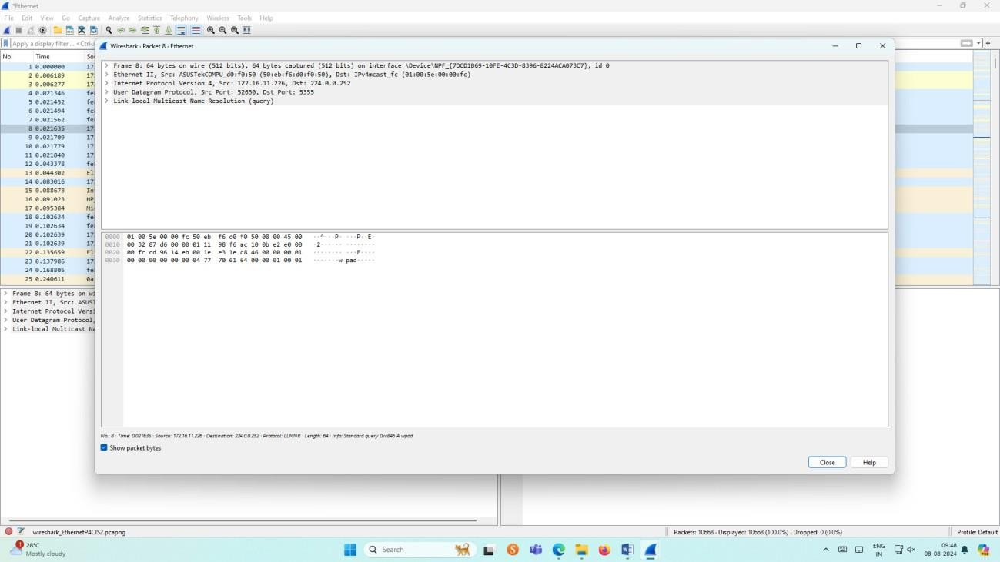 *Ethernet
File Edit View Go Capture Analyze Statistics Telephony Wireless Tools Help
Apply a display filter ... <Ctrl-/
No. Time Sou
1 0.000000 17
2 0.006189 17
3 0.006277 17
4 0.021346 fe
5 0.021452 fe
6 0.021494 fe
7 0.021562 fe
8 0.021635 17
9 0.021709 17
10 0.021779 17
11 0.021840 17
12 0.043378 fe
13 0.044302 El
14 0.083016 17
15 0.088673 In
16 0.091023 HP
17 0.095384 Mi
18 0.102634 fe
19 0.102634 fe
20 0.102639 17
21 0.102639 17
22 0.135659 El
23 0.137986 17
24 0.168805 fe
25 0.240611 0a
Wireshark · Packet 8 · Ethernet
Frame 8: 64 bytes on wire (512 bits), 64 bytes captured (512 bits) on interface \Device\NPF_{7DCD1B69-10FE-4C3D-8396-8224ACA073C7}, id 0
Ethernet II, Src: ASUSTekCOMPU_d0:f0:50 (50:eb:f6:d0:f0:50), Dst: IPv4mcast_fc (01:00:5e:00:00:fc)
Internet Protocol Version 4, Src: 172.16.11.226, Dst: 224.0.0.252
User Datagram Protocol, Src Port: 52630, Dst Port: 5355
Link-local Multicast Name Resolution (query)
0000 01 00 5e 00 00 fc 50 eb f6 d0 f0 50 08 00 45 00 ··^···P· ···P··E·
0010 00 32 87 d6 00 00 01 11 98 f6 ac 10 0b e2 e0 00 ·2······ ········
0020 00 fc cd 96 14 eb 00 1e e3 1e c8 46 00 00 00 01 ········ ···F····
0030 00 00 00 00 00 00 04 77 70 61 64 00 00 01 00 01 ·······w pad·····
No.: 8 · Time: 0.021635 · Source: 172.16.11.226 · Destination: 224.0.0.252 · Protocol: LLMNR · Length: 64 · Info: Standard query 0xc846 A wpad
Show packet bytes
Close Help
Frame 8: 64 bytes on wi
Ethernet II, Src: ASUST
Internet Protocol Versi
User Datagram Protocol,
Link-local Multicast Na
wireshark_EthernetP4CIS2.pcapng
Packets: 10668 · Displayed: 10668 (100.0%) · Dropped: 0 (0.0%)
Profile: Default
1
28°C
Mostly cloudy
Search
ENG
IN
09:48
08-08-2024